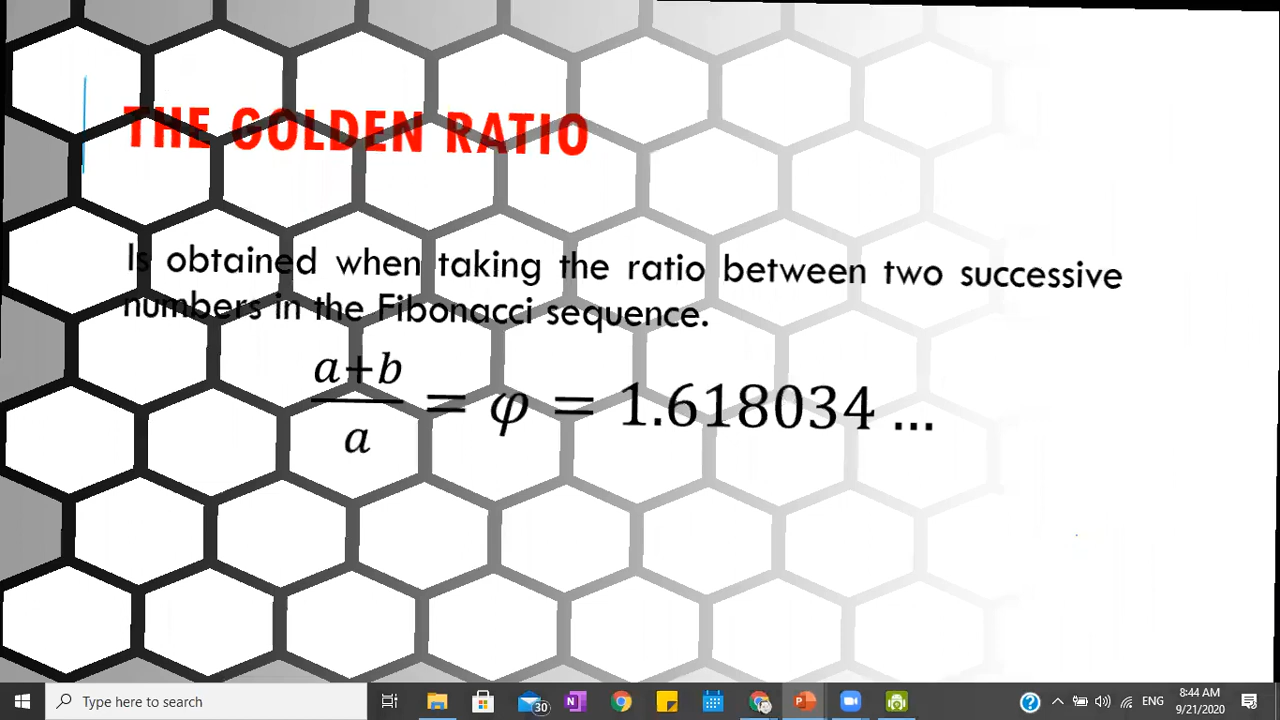 THE GOLDEN RATIO
Is obtained when taking the ratio between two successive
numbers in the Fibonacci sequence.
a+b
a
= φ = 1.618034 ...
Type here to search
30
N
P
?
ENG
8:44 AM
9/21/2020